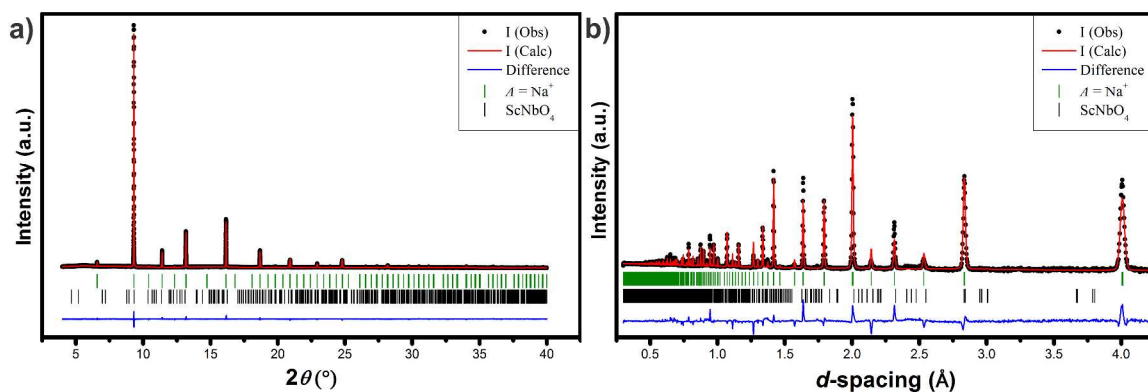 a)
Intensity (a.u.)
I (Obs)
I (Calc)
Difference
A = Na⁺
ScNbO₄
5 10 15 20 25 30 35 40
2θ (°)
b)
Intensity (a.u.)
I (Obs)
I (Calc)
Difference
A = Na⁺
ScNbO₄
0.5 1.0 1.5 2.0 2.5 3.0 3.5 4.0
d-spacing (Å)